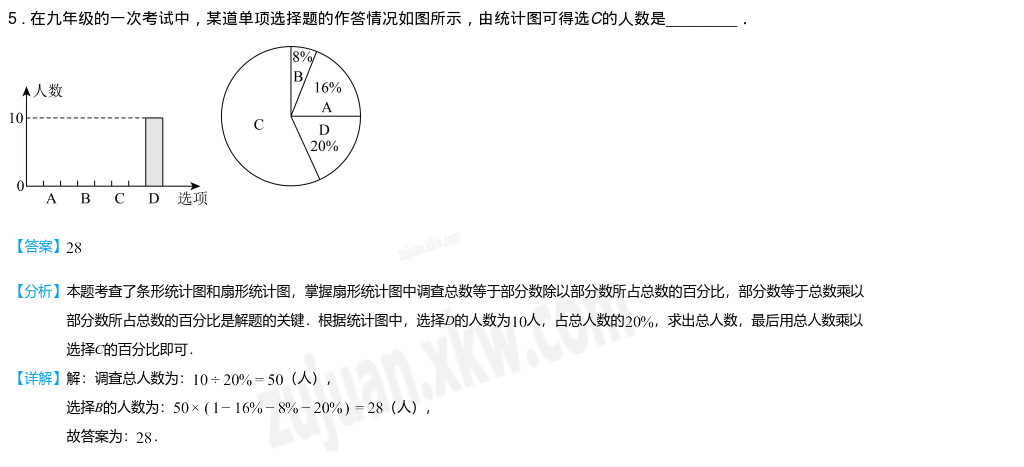 5．在九年级的一次考试中，某道单项选择题的作答情况如图所示，由统计图可得选C的人数是________．
人数
10
0
A B C D 选项
8%
B
16%
A
C
D
20%
【答案】28
【分析】本题考查了条形统计图和扇形统计图，掌握扇形统计图中调查总数等于部分数除以部分数所占总数的百分比，部分数等于总数乘以
部分数所占总数的百分比是解题的关键．根据统计图中，选择D的人数为10人，占总人数的20%，求出总人数，最后用总人数乘以
选择C的百分比即可．
【详解】解：调查总人数为：10÷20%=50（人），
选择B的人数为：50×(1−16%−8%−20%)=28（人），
故答案为：28．
zujuan.xkw.com
zujuan.xkw.com